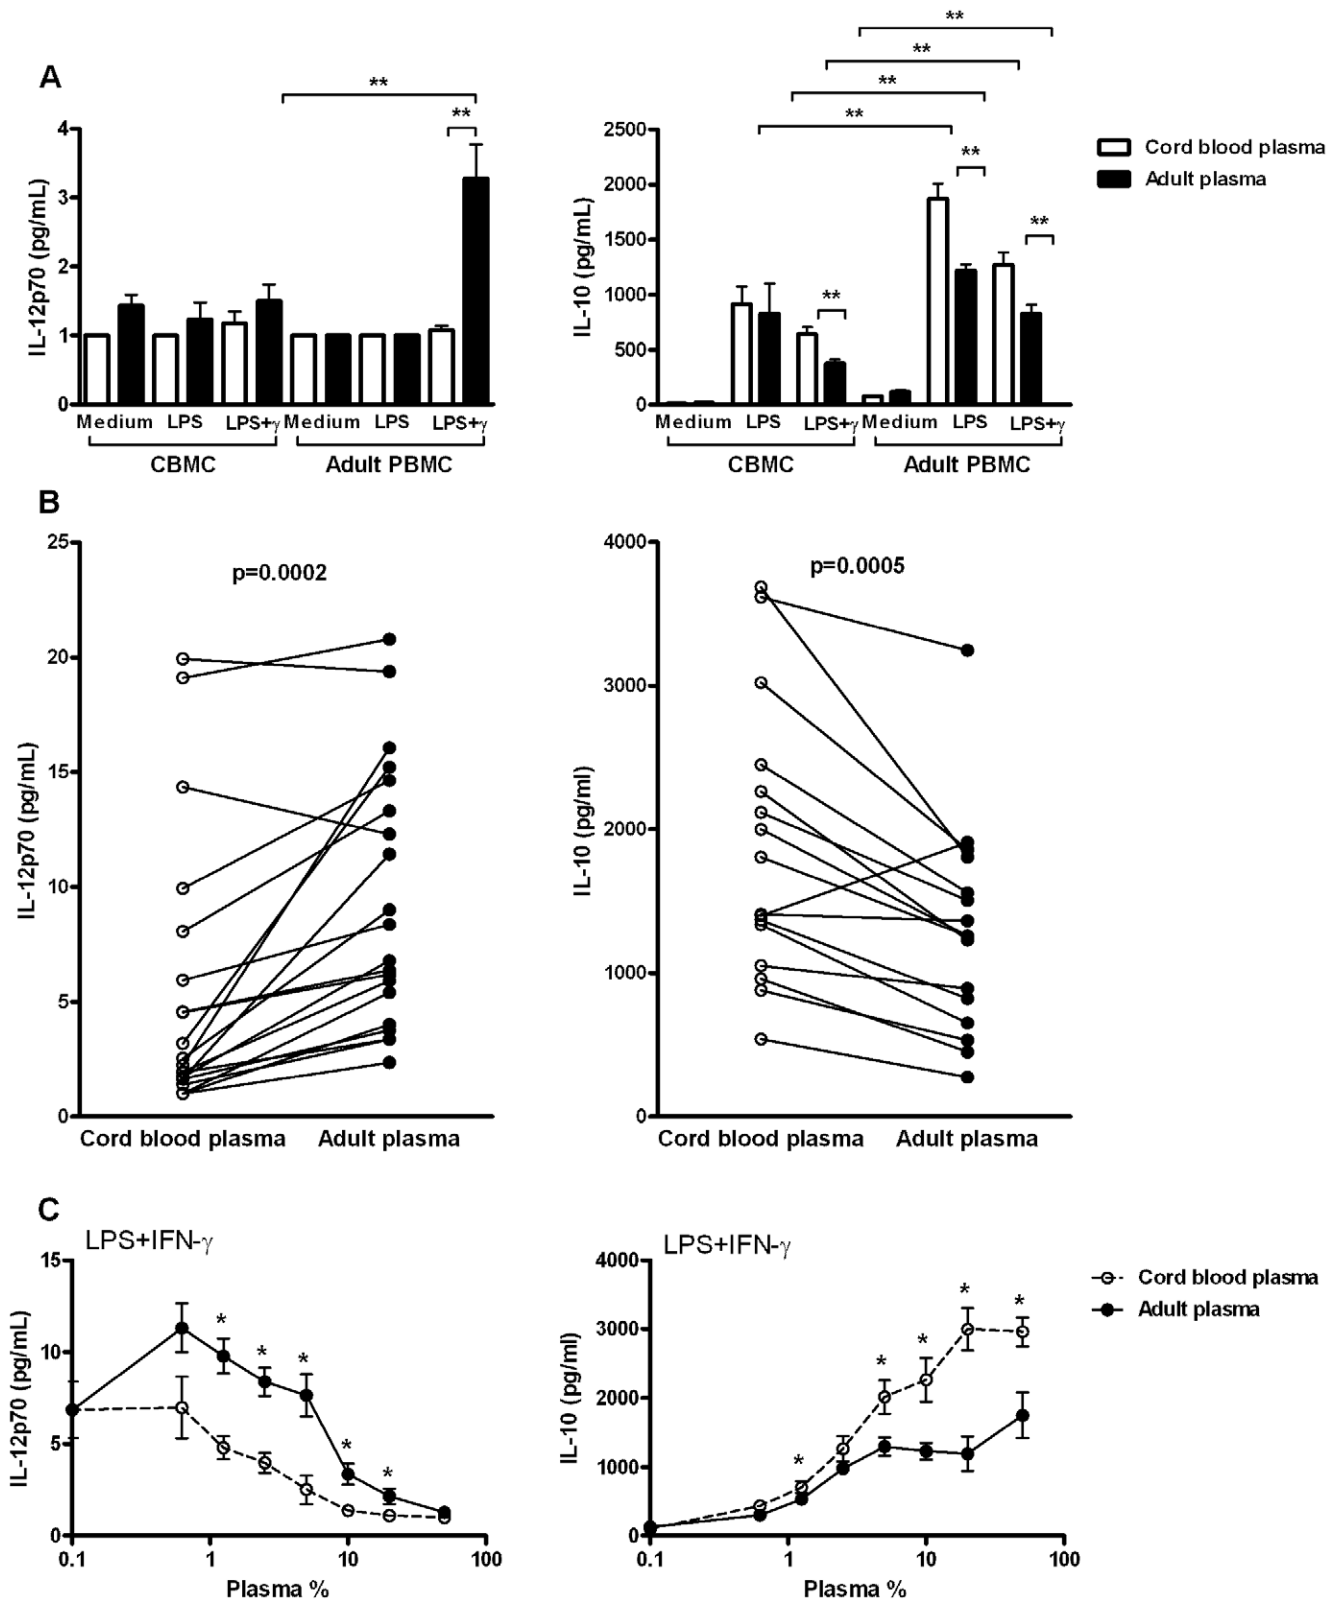 **
**
A
**
**
**
**
4
3
2
1
0
IL-12p70 (pg/mL)
Medium LPS LPS+γ Medium LPS LPS+γ
CBMC Adult PBMC
2500
2000
1500
1000
500
0
IL-10 (pg/mL)
**
**
**
Medium LPS LPS+γ Medium LPS LPS+γ
CBMC Adult PBMC
Cord blood plasma
Adult plasma
B
25
20
15
10
5
0
IL-12p70 (pg/mL)
p=0.0002
Cord blood plasma Adult plasma
4000
3000
2000
1000
0
IL-10 (pg/ml)
p=0.0005
Cord blood plasma Adult plasma
C
LPS+IFN-γ
15
10
5
0
IL-12p70 (pg/mL)
*
*
*
*
*
0.1 1 10 100
Plasma %
LPS+IFN-γ
4000
3000
2000
1000
0
IL-10 (pg/ml)
*
*
*
*
*
0.1 1 10 100
Plasma %
Cord blood plasma
Adult plasma